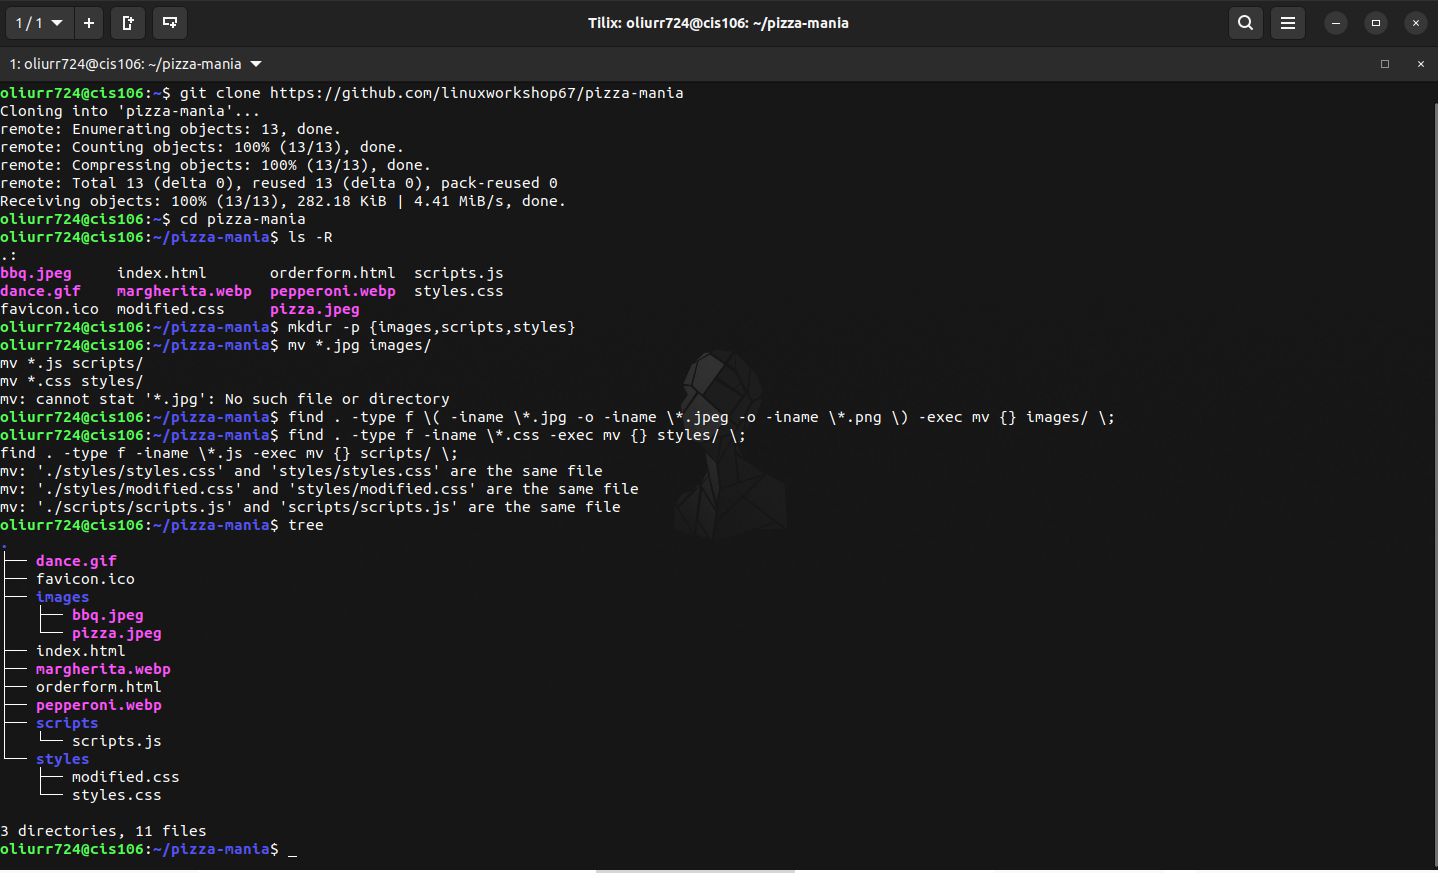 1 / 1
Tilix: oliurr724@cis106: ~/pizza-mania
1: oliurr724@cis106: ~/pizza-mania
oliurr724@cis106:~$ git clone https://github.com/linuxworkshop67/pizza-mania
Cloning into 'pizza-mania'...
remote: Enumerating objects: 13, done.
remote: Counting objects: 100% (13/13), done.
remote: Compressing objects: 100% (13/13), done.
remote: Total 13 (delta 0), reused 13 (delta 0), pack-reused 0
Receiving objects: 100% (13/13), 282.18 KiB | 4.41 MiB/s, done.
oliurr724@cis106:~$ cd pizza-mania
oliurr724@cis106:~/pizza-mania$ ls -R
.:
bbq.jpeg     index.html       orderform.html  scripts.js
dance.gif    margherita.webp  pepperoni.webp  styles.css
favicon.ico  modified.css     pizza.jpeg
oliurr724@cis106:~/pizza-mania$ mkdir -p {images,scripts,styles}
oliurr724@cis106:~/pizza-mania$ mv *.jpg images/
mv *.js scripts/
mv *.css styles/
mv: cannot stat '*.jpg': No such file or directory
oliurr724@cis106:~/pizza-mania$ find . -type f \( -iname \*.jpg -o -iname \*.jpeg -o -iname \*.png \) -exec mv {} images/ \;
oliurr724@cis106:~/pizza-mania$ find . -type f -iname \*.css -exec mv {} styles/ \;
find . -type f -iname \*.js -exec mv {} scripts/ \;
mv: './styles/styles.css' and 'styles/styles.css' are the same file
mv: './styles/modified.css' and 'styles/modified.css' are the same file
mv: './scripts/scripts.js' and 'scripts/scripts.js' are the same file
oliurr724@cis106:~/pizza-mania$ tree
.
├── dance.gif
├── favicon.ico
├── images
│   ├── bbq.jpeg
│   └── pizza.jpeg
├── index.html
├── margherita.webp
├── orderform.html
├── pepperoni.webp
├── scripts
│   └── scripts.js
└── styles
    ├── modified.css
    └── styles.css
3 directories, 11 files
oliurr724@cis106:~/pizza-mania$ _